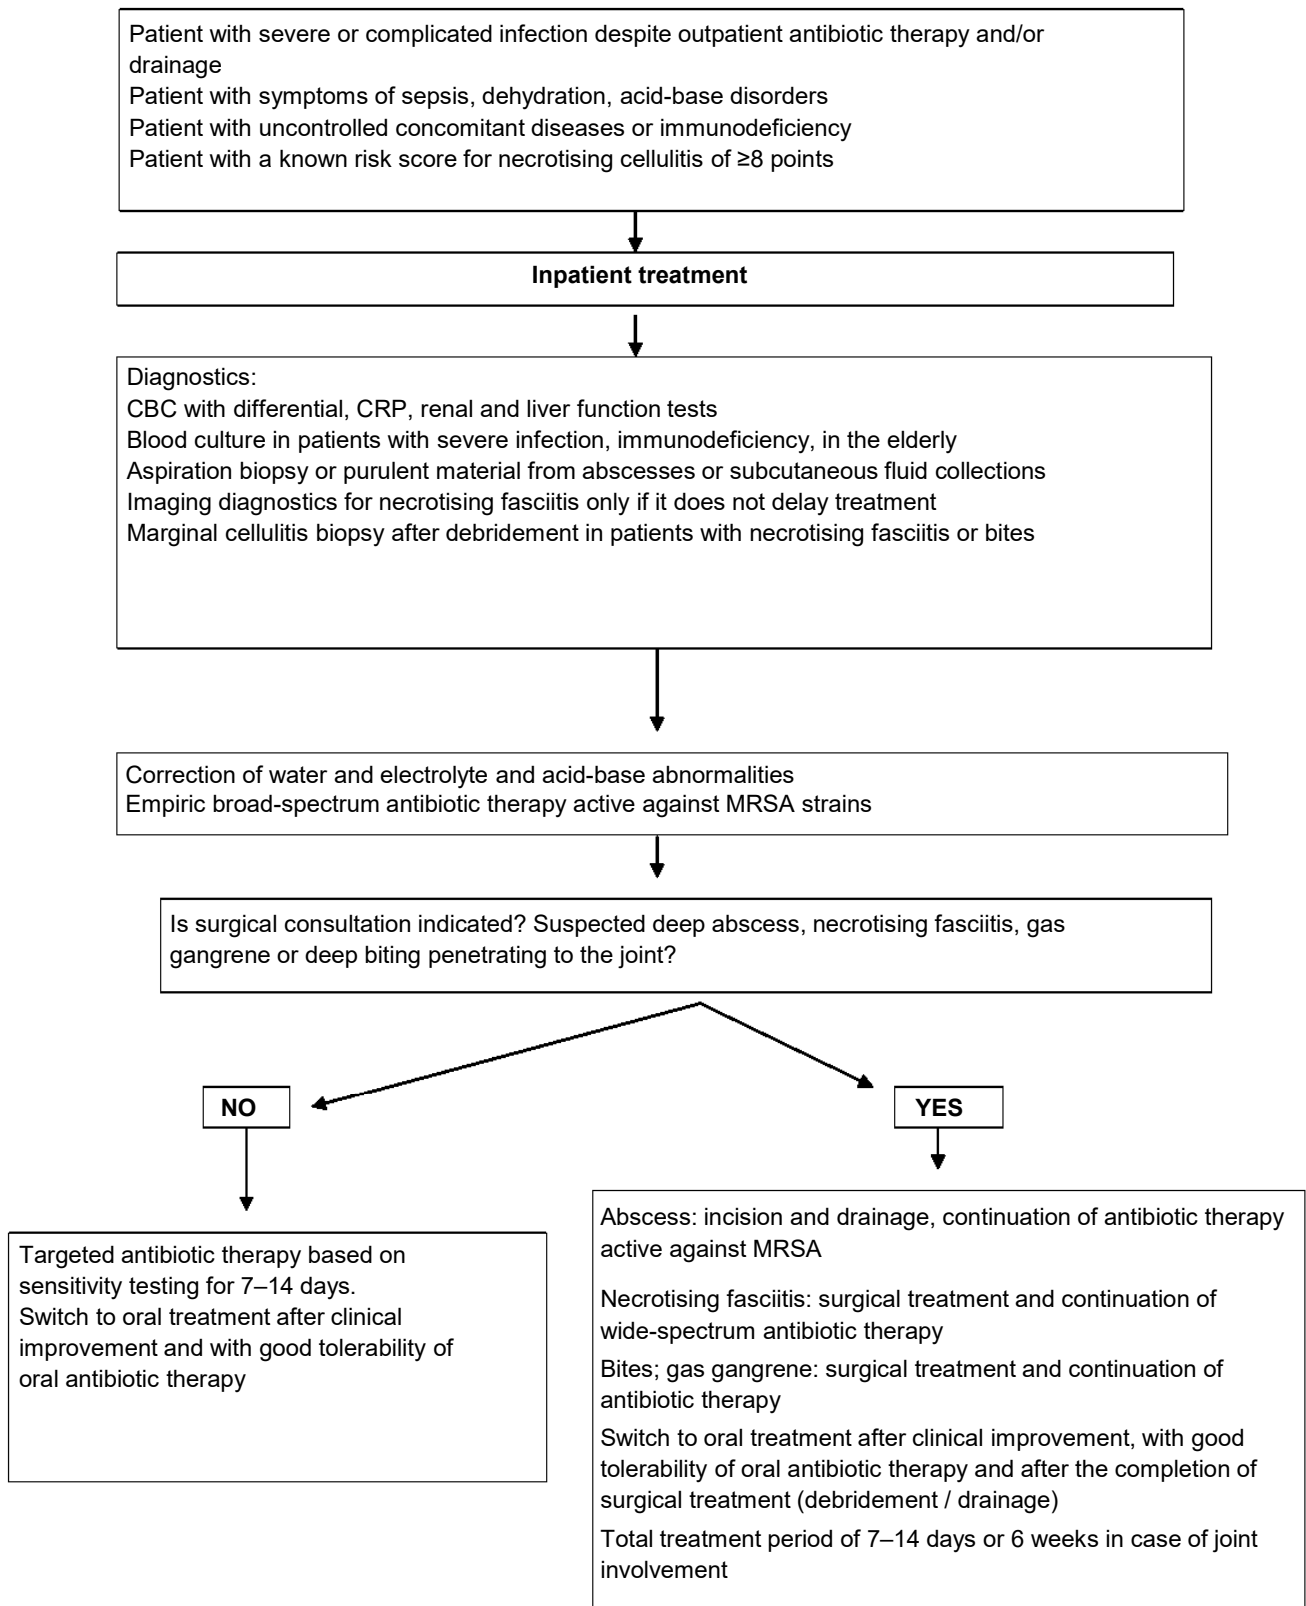 Patient with severe or complicated infection despite outpatient antibiotic therapy and/or
drainage
Patient with symptoms of sepsis, dehydration, acid-base disorders
Patient with uncontrolled concomitant diseases or immunodeficiency
Patient with a known risk score for necrotising cellulitis of ≥8 points
Inpatient treatment
Diagnostics:
CBC with differential, CRP, renal and liver function tests
Blood culture in patients with severe infection, immunodeficiency, in the elderly
Aspiration biopsy or purulent material from abscesses or subcutaneous fluid collections
Imaging diagnostics for necrotising fasciitis only if it does not delay treatment
Marginal cellulitis biopsy after debridement in patients with necrotising fasciitis or bites
Correction of water and electrolyte and acid-base abnormalities
Empiric broad-spectrum antibiotic therapy active against MRSA strains
Is surgical consultation indicated? Suspected deep abscess, necrotising fasciitis, gas
gangrene or deep biting penetrating to the joint?
NO
YES
Targeted antibiotic therapy based on
sensitivity testing for 7–14 days.
Switch to oral treatment after clinical
improvement and with good tolerability of
oral antibiotic therapy
Abscess: incision and drainage, continuation of antibiotic therapy
active against MRSA
Necrotising fasciitis: surgical treatment and continuation of
wide-spectrum antibiotic therapy
Bites; gas gangrene: surgical treatment and continuation of
antibiotic therapy
Switch to oral treatment after clinical improvement, with good
tolerability of oral antibiotic therapy and after the completion of
surgical treatment (debridement / drainage)
Total treatment period of 7–14 days or 6 weeks in case of joint
involvement